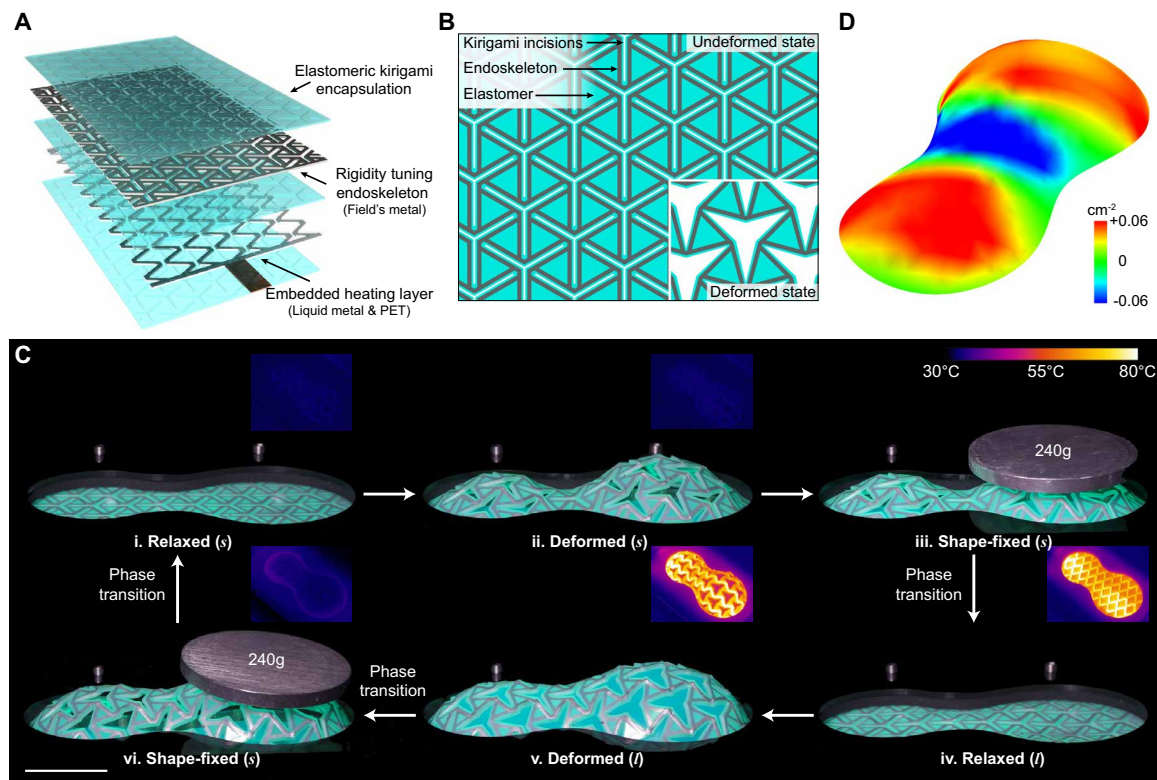 A
Elastomeric kirigami
encapsulation
Rigidity tuning
endoskeleton
(Field's metal)
Embedded heating layer
(Liquid metal & PET)
B
Kirigami incisions
Endoskeleton
Elastomer
Undeformed state
Deformed state
D
cm-2
+0.06
0
-0.06
C
30°C
55°C
80°C
240g
i. Relaxed (s)
ii. Deformed (s)
iii. Shape-fixed (s)
Phase
transition
Phase
transition
240g
Phase
transition
vi. Shape-fixed (s)
v. Deformed (l)
iv. Relaxed (l)